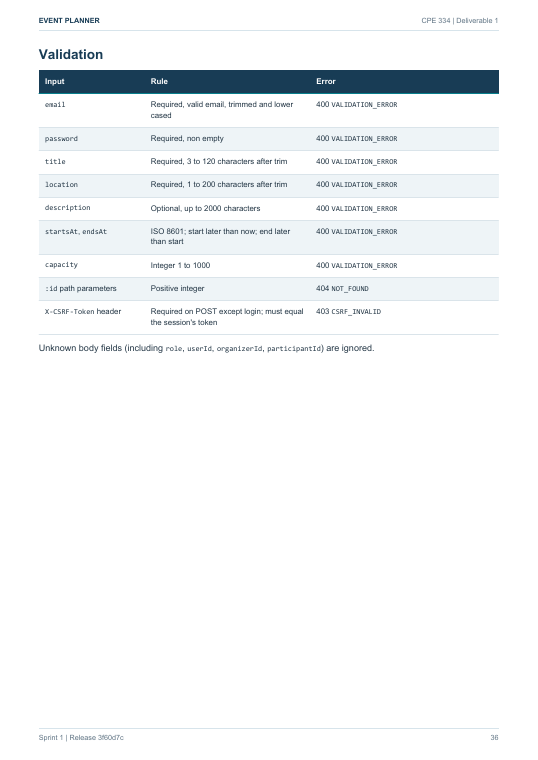 EVENT PLANNER CPE 334 | Deliverable 1
Validation
Input Rule Error
email Required, valid email, trimmed and lower cased 400 VALIDATION_ERROR
password Required, non empty 400 VALIDATION_ERROR
title Required, 3 to 120 characters after trim 400 VALIDATION_ERROR
location Required, 1 to 200 characters after trim 400 VALIDATION_ERROR
description Optional, up to 2000 characters 400 VALIDATION_ERROR
startsAt, endsAt ISO 8601; start later than now; end later than start 400 VALIDATION_ERROR
capacity Integer 1 to 1000 400 VALIDATION_ERROR
:id path parameters Positive integer 404 NOT_FOUND
X-CSRF-Token header Required on POST except login; must equal the session's token 403 CSRF_INVALID
Unknown body fields (including role, userId, organizerId, participantId) are ignored.
Sprint 1 | Release 3f60d7c 36